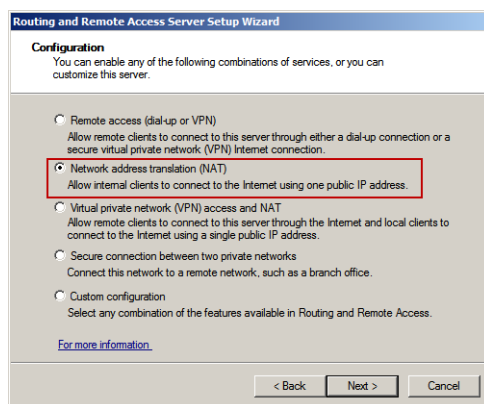 Routing and Remote Access Server Setup Wizard
Configuration
You can enable any of the following combinations of services, or you can
customize this server.
Remote access (dial-up or VPN)
Allow remote clients to connect to this server through either a dial-up connection or a
secure virtual private network (VPN) Internet connection.
Network address translation (NAT)
Allow internal clients to connect to the Internet using one public IP address.
Virtual private network (VPN) access and NAT
Allow remote clients to connect to this server through the Internet and local clients to
connect to the Internet using a single public IP address.
Secure connection between two private networks
Connect this network to a remote network, such as a branch office.
Custom configuration
Select any combination of the features available in Routing and Remote Access.
For more information
< Back Next > Cancel